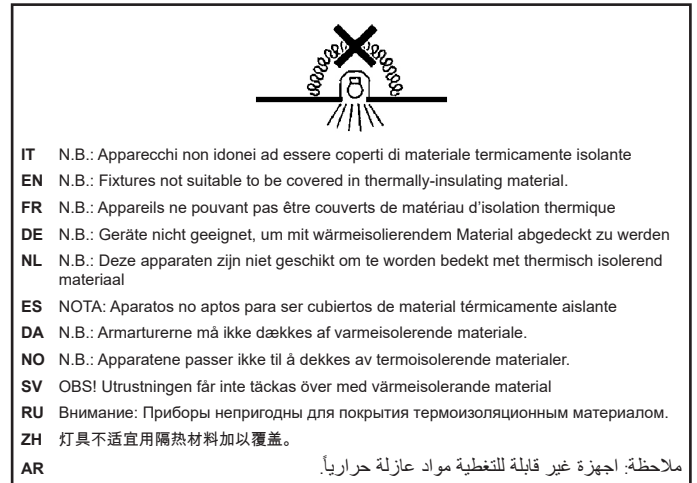 IT N.B.: Apparecchi non idonei ad essere coperti di materiale termicamente isolante
EN N.B.: Fixtures not suitable to be covered in thermally-insulating material.
FR N.B.: Appareils ne pouvant pas être couverts de matériau d'isolation thermique
DE N.B.: Geräte nicht geeignet, um mit wärmeisolierendem Material abgedeckt zu werden
NL N.B.: Deze apparaten zijn niet geschikt om te worden bedekt met thermisch isolerend
materiaal
ES NOTA: Aparatos no aptos para ser cubiertos de material térmicamente aislante
DA N.B.: Armarturerne må ikke dækkes af varmeisolerende materiale.
NO N.B.: Apparatene passer ikke til å dekkes av termoisolerende materialer.
SV OBS! Utrustningen får inte täckas över med värmeisolerande material
RU Внимание: Приборы непригодны для покрытия термоизоляционным материалом.
ZH 灯具不适宜用隔热材料加以覆盖。
AR ملاحظة: اجهزة غير قابلة للتغطية مواد عازلة حرارياً.